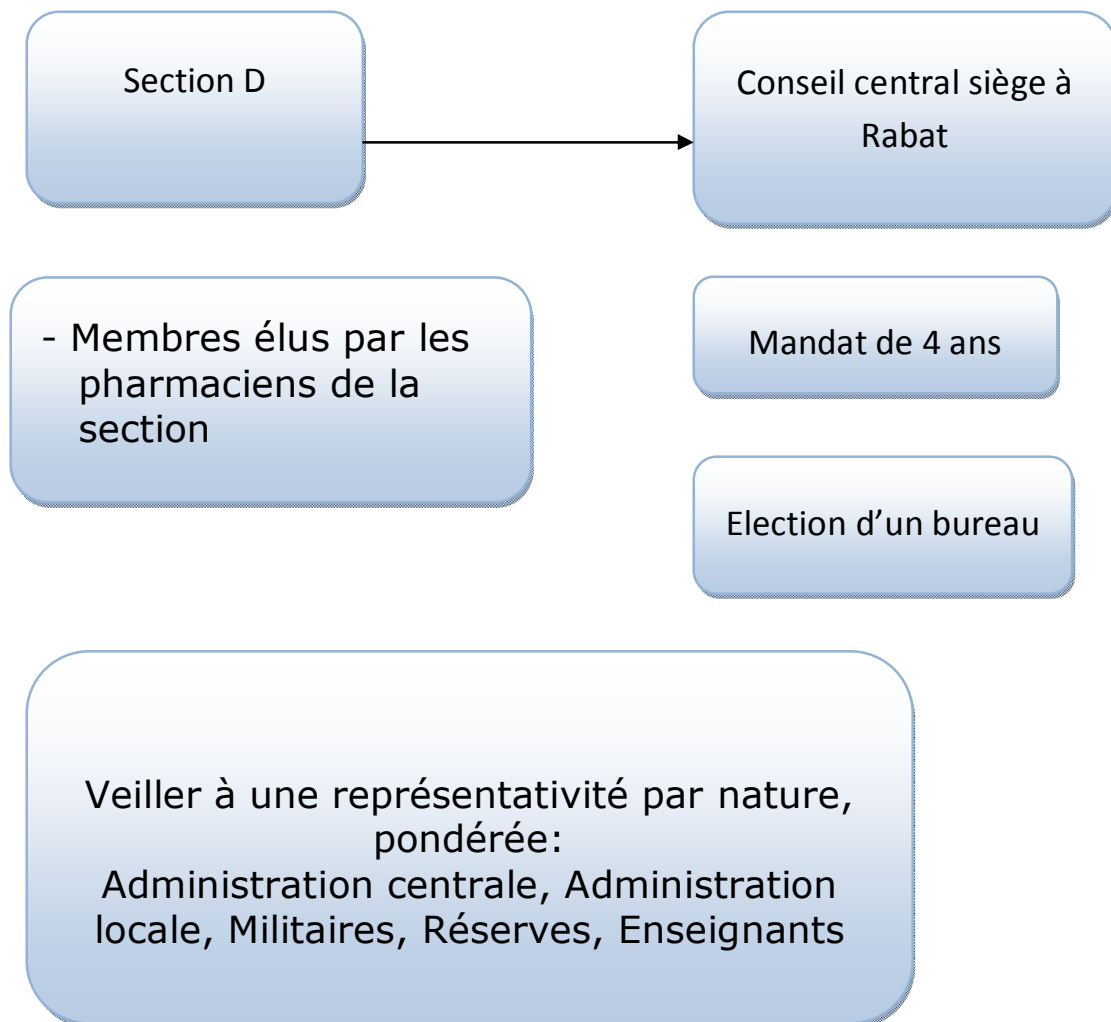 Section D
Conseil central siège à
Rabat
- Membres élus par les
pharmaciens de la
section
Mandat de 4 ans
Election d’un bureau
Veiller à une représentativité par nature,
pondérée:
Administration centrale, Administration
locale, Militaires, Réserves, Enseignants